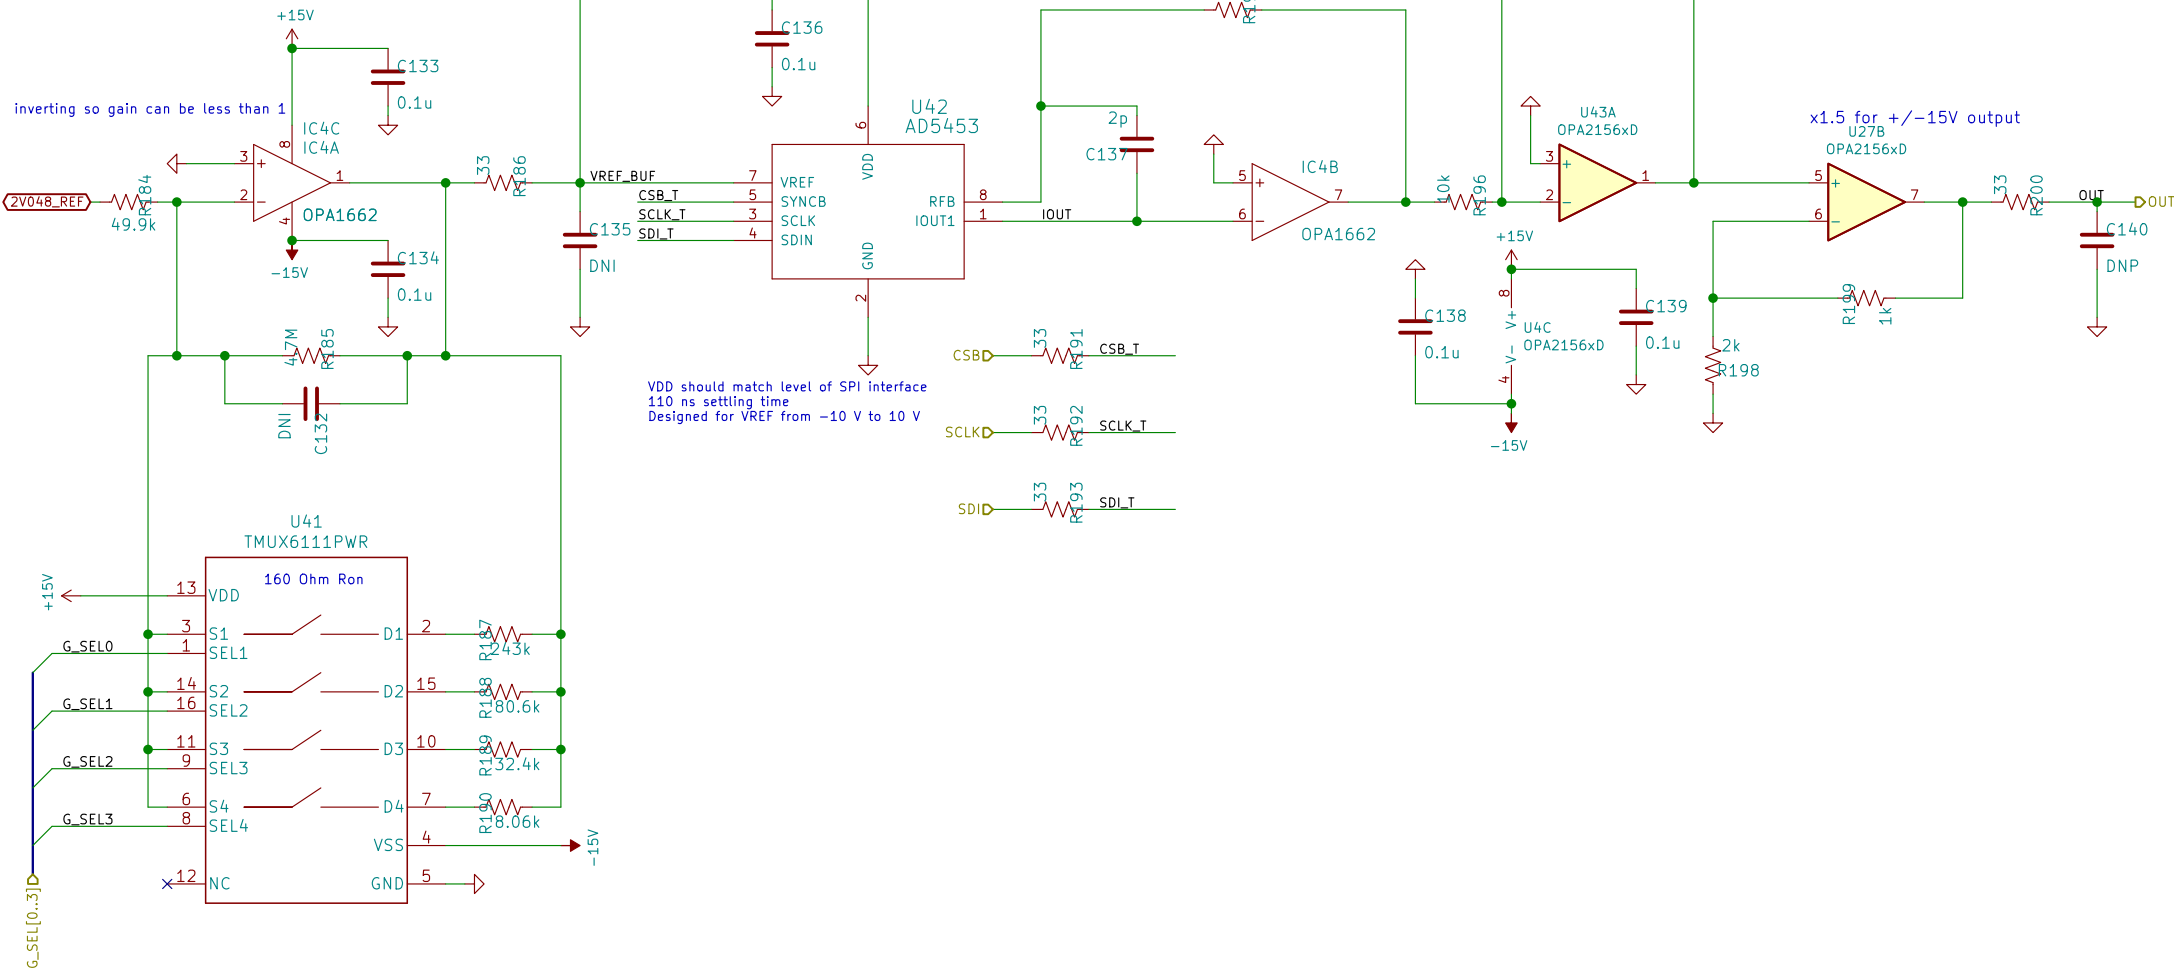 +15V
C133
0.1u
inverting so gain can be less than 1
IC4C
IC4A
8
3
2
1
4
OPA1662
2V048_REF
R184
49.9k
-15V
C134
0.1u
33
R186
VREF_BUF
CSB_T
SCLK_T
SDI_T
C135
DNI
4.7M
R185
DNI
C132
C136
0.1u
U42
AD5453
6
VDD
7
VREF
5
SYNCB
3
SCLK
4
SDIN
RFB
8
IOUT1
1
GND
2
IOUT
2p
C137
VDD should match level of SPI interface
110 ns settling time
Designed for VREF from -10 V to 10 V
5
6
7
IC4B
OPA1662
10k
R196
U43A
OPA2156xD
3
2
1
x1.5 for +/-15V output
U27B
OPA2156xD
5
6
7
33
R200
OUT
OUT
C140
DNP
R199
1k
2k
R198
+15V
8
V+
V-
4
U4C
OPA2156xD
C138
0.1u
C139
0.1u
-15V
CSB
33
R191
CSB_T
SCLK
33
R192
SCLK_T
SDI
33
R193
SDI_T
U41
TMUX6111PWR
160 Ohm Ron
+15V
13
VDD
3
S1
D1
2
R187
243k
G_SEL0
1
SEL1
14
S2
D2
15
R188
80.6k
G_SEL1
16
SEL2
11
S3
D3
10
R189
32.4k
G_SEL2
9
SEL3
6
S4
D4
7
R190
8.06k
G_SEL3
8
SEL4
VSS
4
-15V
12
NC
GND
5
G_SEL[0..3]